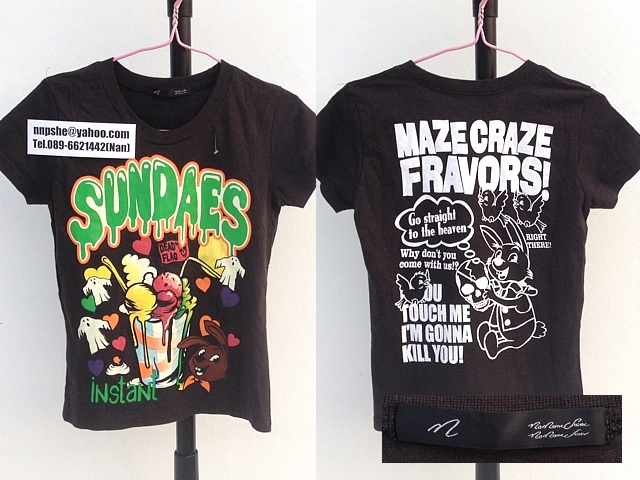 nnpshe@yahoo.com
Tel.089-6621442(Nan)
SUNDAES
DEAD
FLAG
instant
MAZE CRAZE
FRAVORS!
Go straight
to the heaven
RIGHT
THERE!
Why don't you
come with us!?
YOU
TOUCH ME
I'M GONNA
KILL YOU!